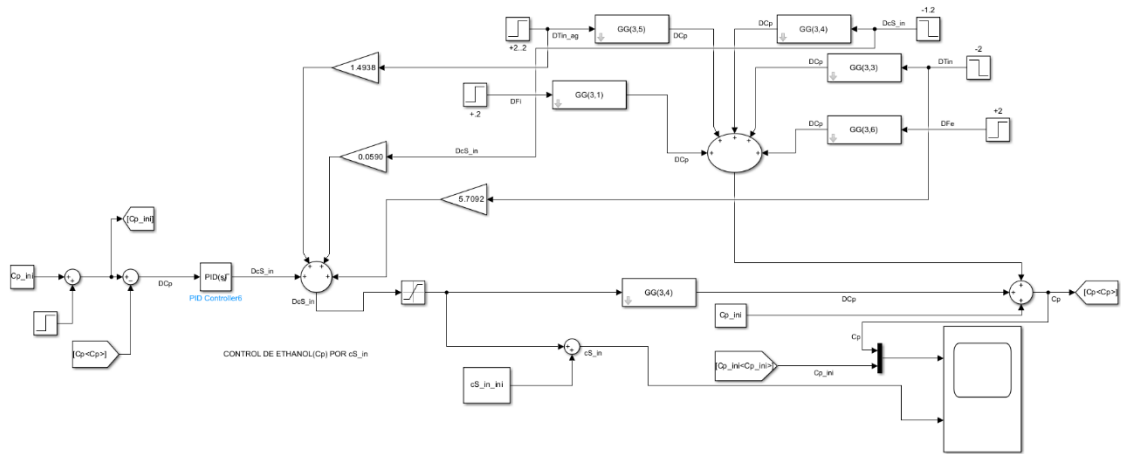 -1.2
DcS_in
GG(3,5)
DTin_ag
DCp
+2..2
DCp
GG(3,4)
-2
1.4938
DCp
GG(3,3)
DTin
GG(3,1)
DFi
+.2
+2
DCp
GG(3,6)
DFe
DCp
0.0590
DcS_in
5.7092
[Cp_ini]
Cp_ini
PID(s)
DcS_in
DCp
PID Controller6
DcS_in
GG(3,4)
DCp
Cp
[Cp<Cp>]
Cp_ini
[Cp<Cp>]
CONTROL DE ETHANOL(Cp) POR cS_in
cS_in
Cp
[Cp_ini<Cp_ini>]
Cp_ini
cS_in_ini